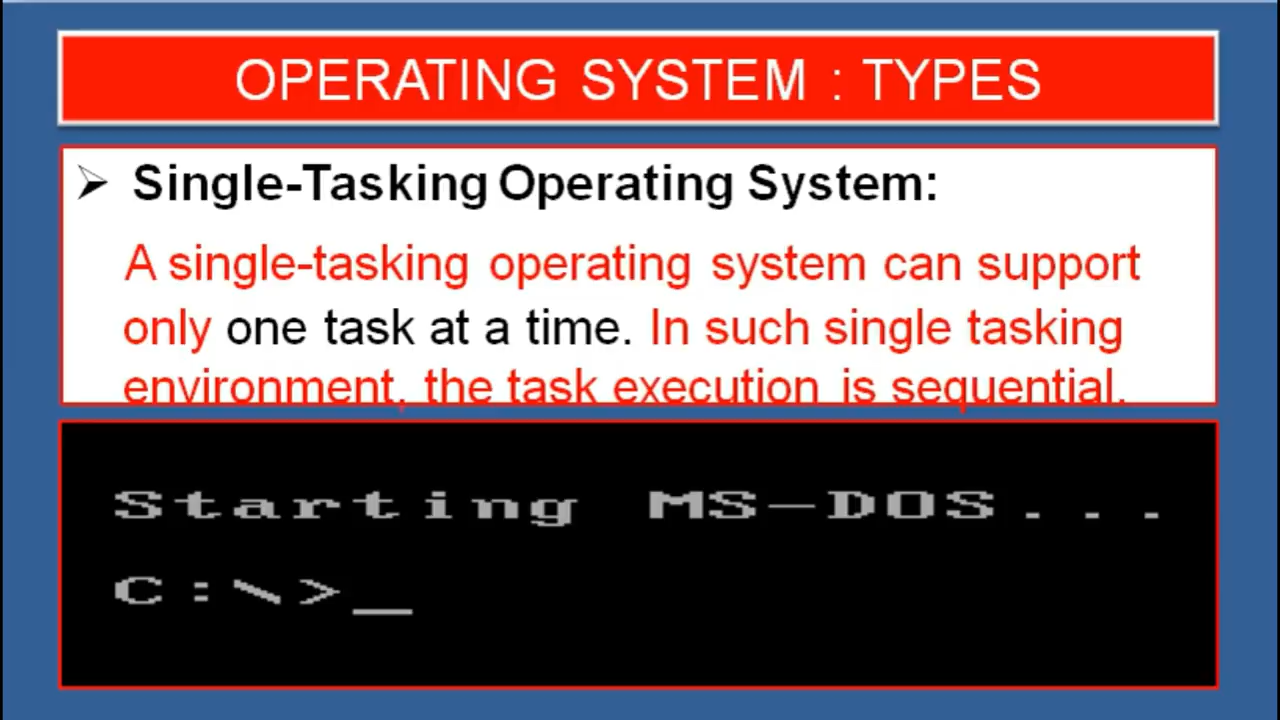 OPERATING SYSTEM : TYPES
➢ Single-Tasking Operating System:
A single-tasking operating system can support
only one task at a time. In such single tasking
environment, the task execution is sequential.
Starting MS-DOS...
C:\>_